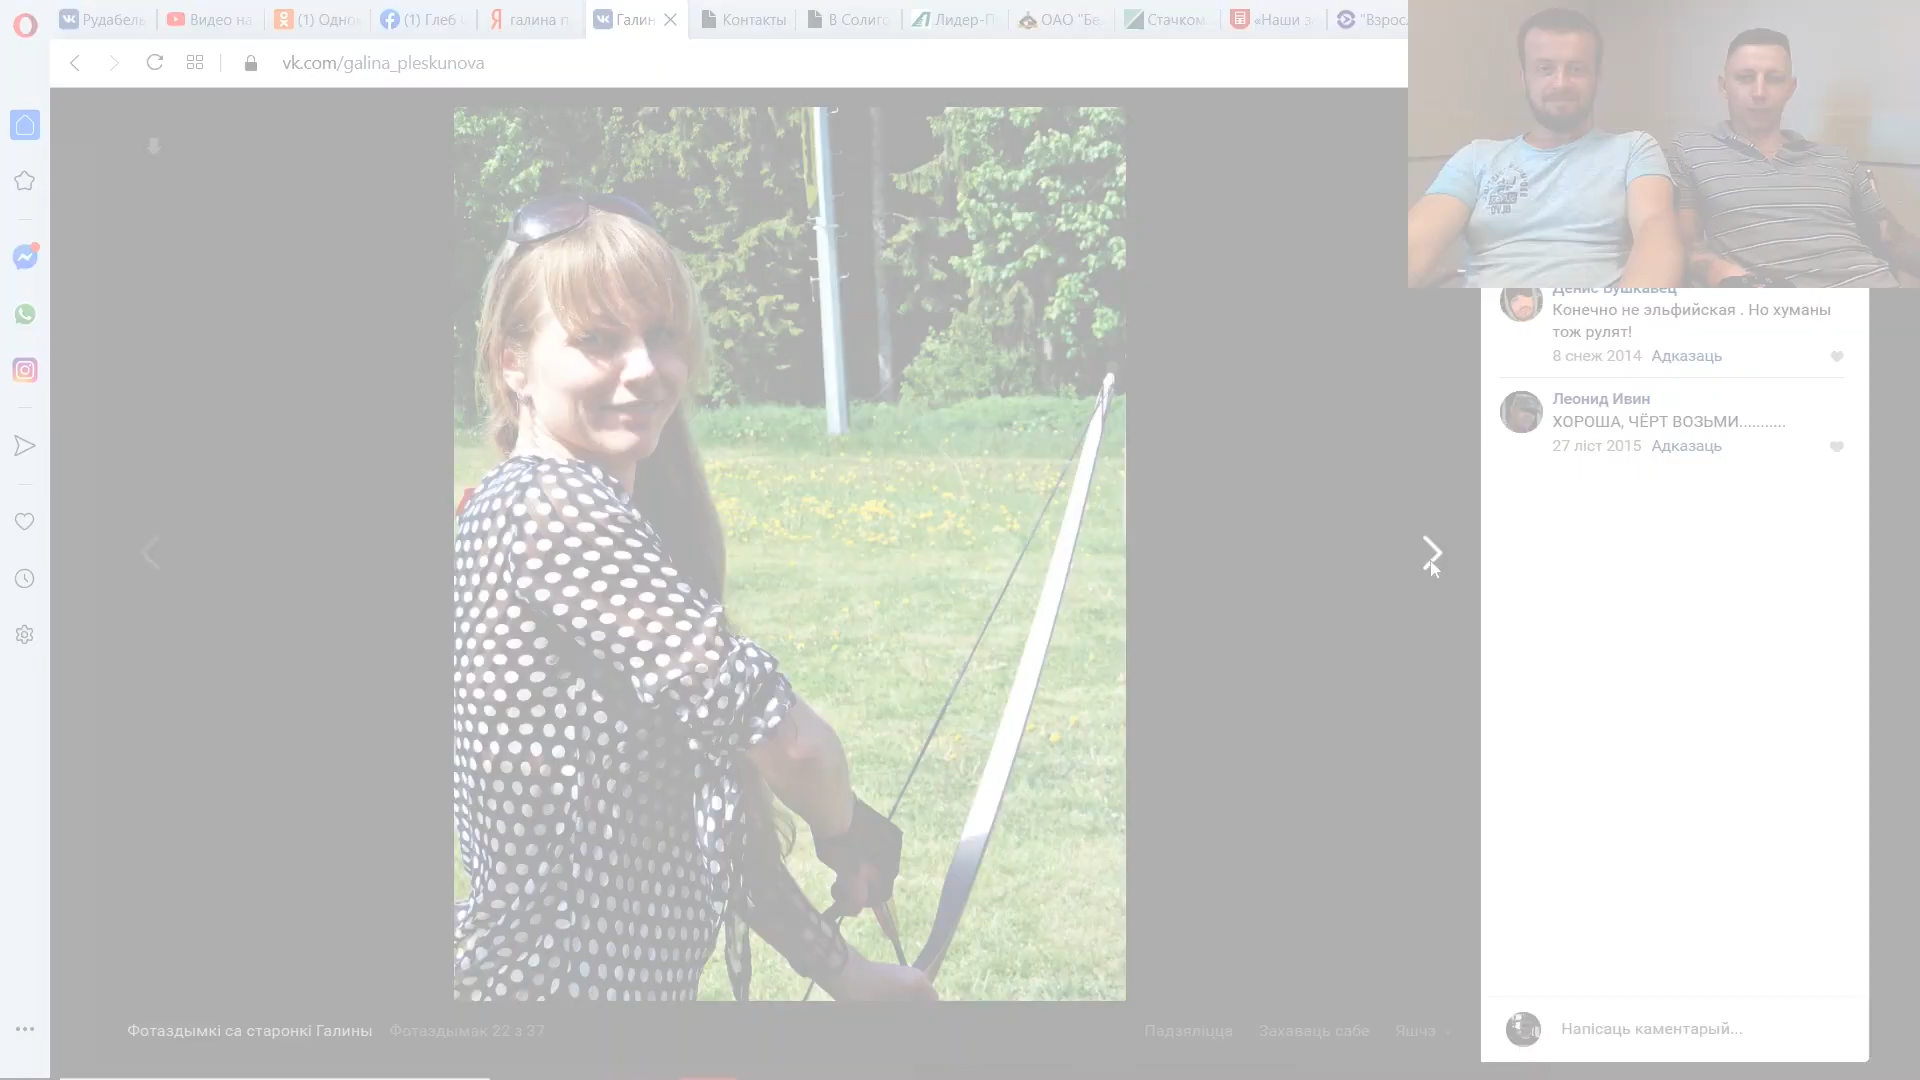 Рудабель
Видео на
(1) Одно
(1) Глеб
галина п
Галин
Контакты
В Солиго
Лидер-П
ОАО "Бе
Стачком
«Наши з
"Взрос
vk.com/galina_pleskunova
Денис Бушкавец
Конечно не эльфийская . Но хуманы
тож рулят!
8 снеж 2014 Адказаць
Леонид Ивин
ХОРОША, ЧЁРТ ВОЗЬМИ...........
27 ліст 2015 Адказаць
Фотаздымкі са старонкі Галины Фотаздымак 22 з 37
Падзяліцца Захаваць сабе Яшчэ
Напісаць каментарый...